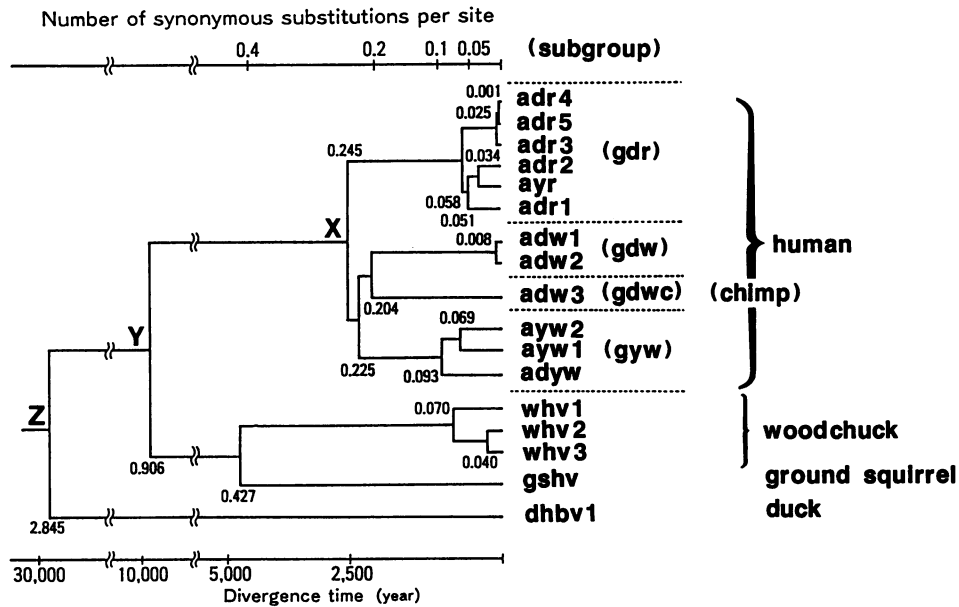 Number of synonymous substitutions per site
0.4 0.2 0.1 0.05 (subgroup)
0.001 adr4
0.025 adr5
adr3 (gdr)
0.245 0.034 adr2
ayr
0.058 adr1
0.051
X
0.008 adw1 (gdw)
adw2
human
adw3 (gdwc) (chimp)
0.204
0.069 ayw2
Y ayw1 (gyw)
0.225 0.093 adyw
Z 0.070 whv1
whv2 woodchuck
whv3
0.906 0.040
gshv ground squirrel
0.427
dhbv1 duck
2.845
30,000 10,000 5,000 2,500
Divergence time (year)